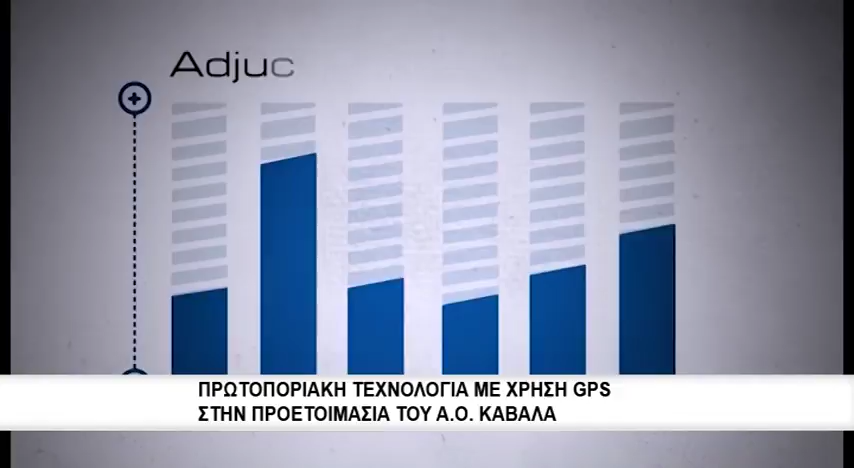 Adjuc
ΠΡΩΤΟΠΟΡΙΑΚΗ ΤΕΧΝΟΛΟΓΙΑ ΜΕ ΧΡΗΣΗ GPS
ΣΤΗΝ ΠΡΟΕΤΟΙΜΑΣΙΑ ΤΟΥ Α.Ο. ΚΑΒΑΛΑ